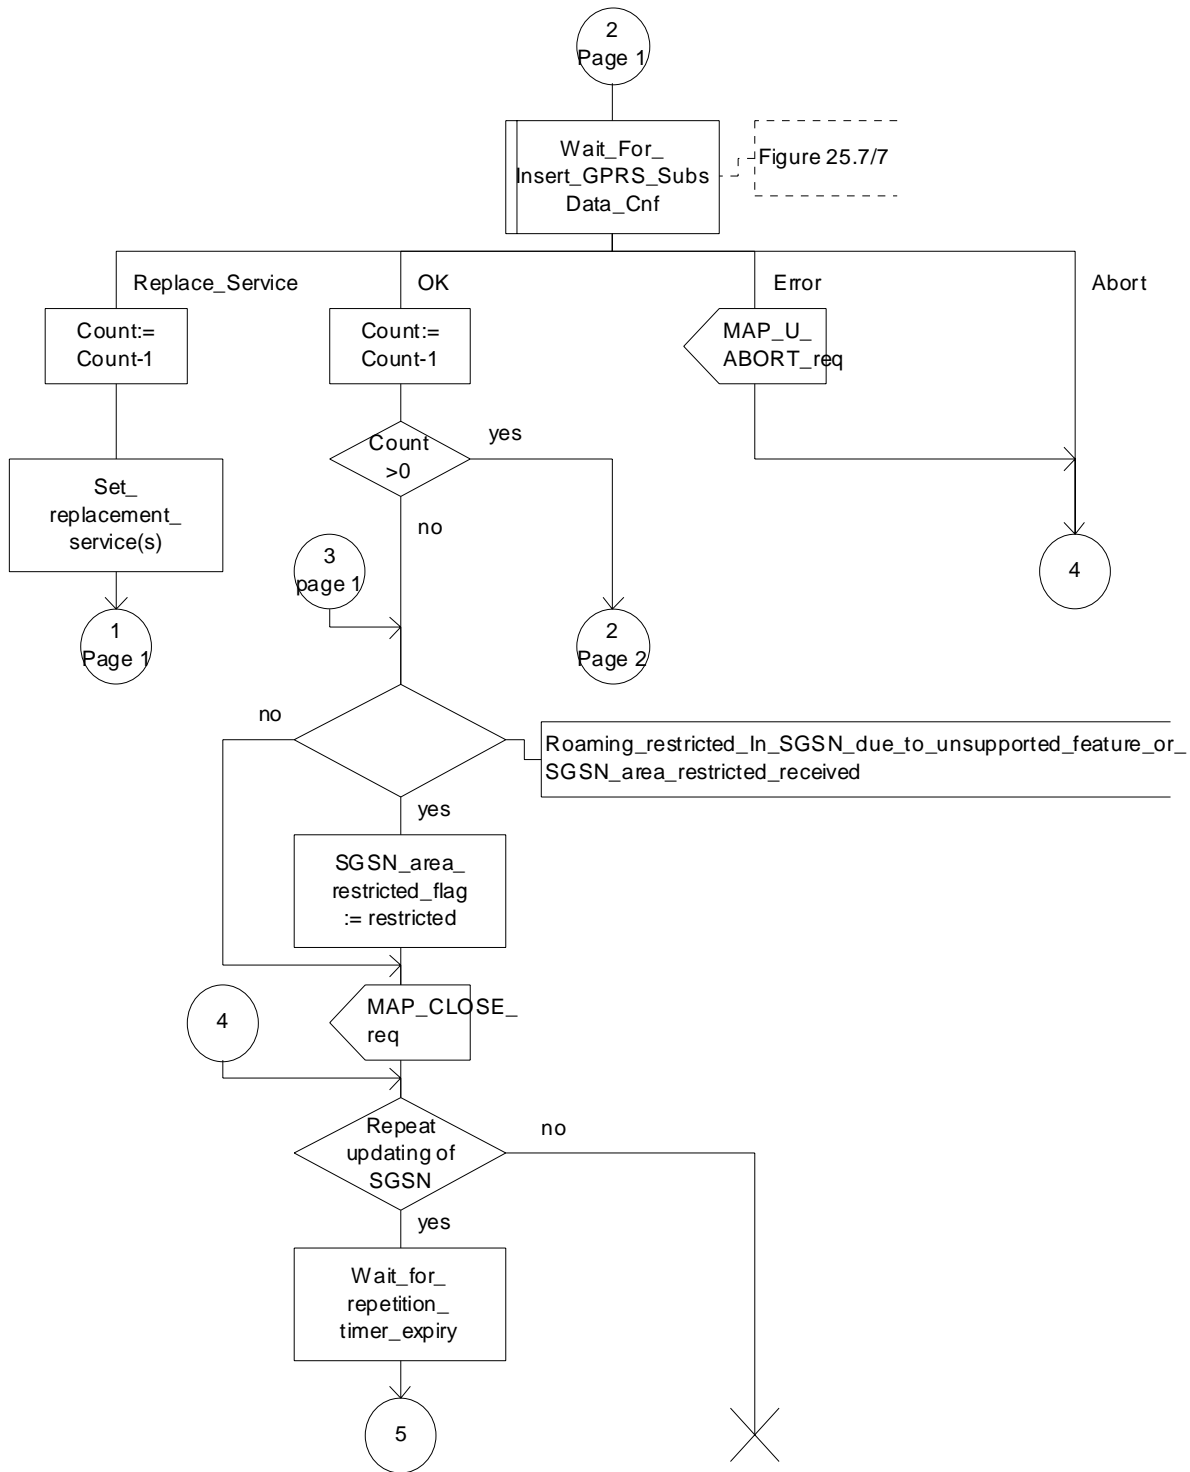 2
Page 1
Wait_For_
Insert_GPRS_Subs
Data_Cnf
Figure 25.7/7
Replace_Service
OK
Error
Abort
Count:=
Count-1
Count:=
Count-1
MAP_U_
ABORT_req
Count
>0
yes
Set_
replacement_
service(s)
no
3
page 1
4
1
Page 1
2
Page 2
no
Roaming_restricted_In_SGSN_due_to_unsupported_feature_or_
SGSN_area_restricted_received
yes
SGSN_area_
restricted_flag
:= restricted
4
MAP_CLOSE_
req
Repeat
updating of
SGSN
no
yes
Wait_for_
repetition_
timer_expiry
5